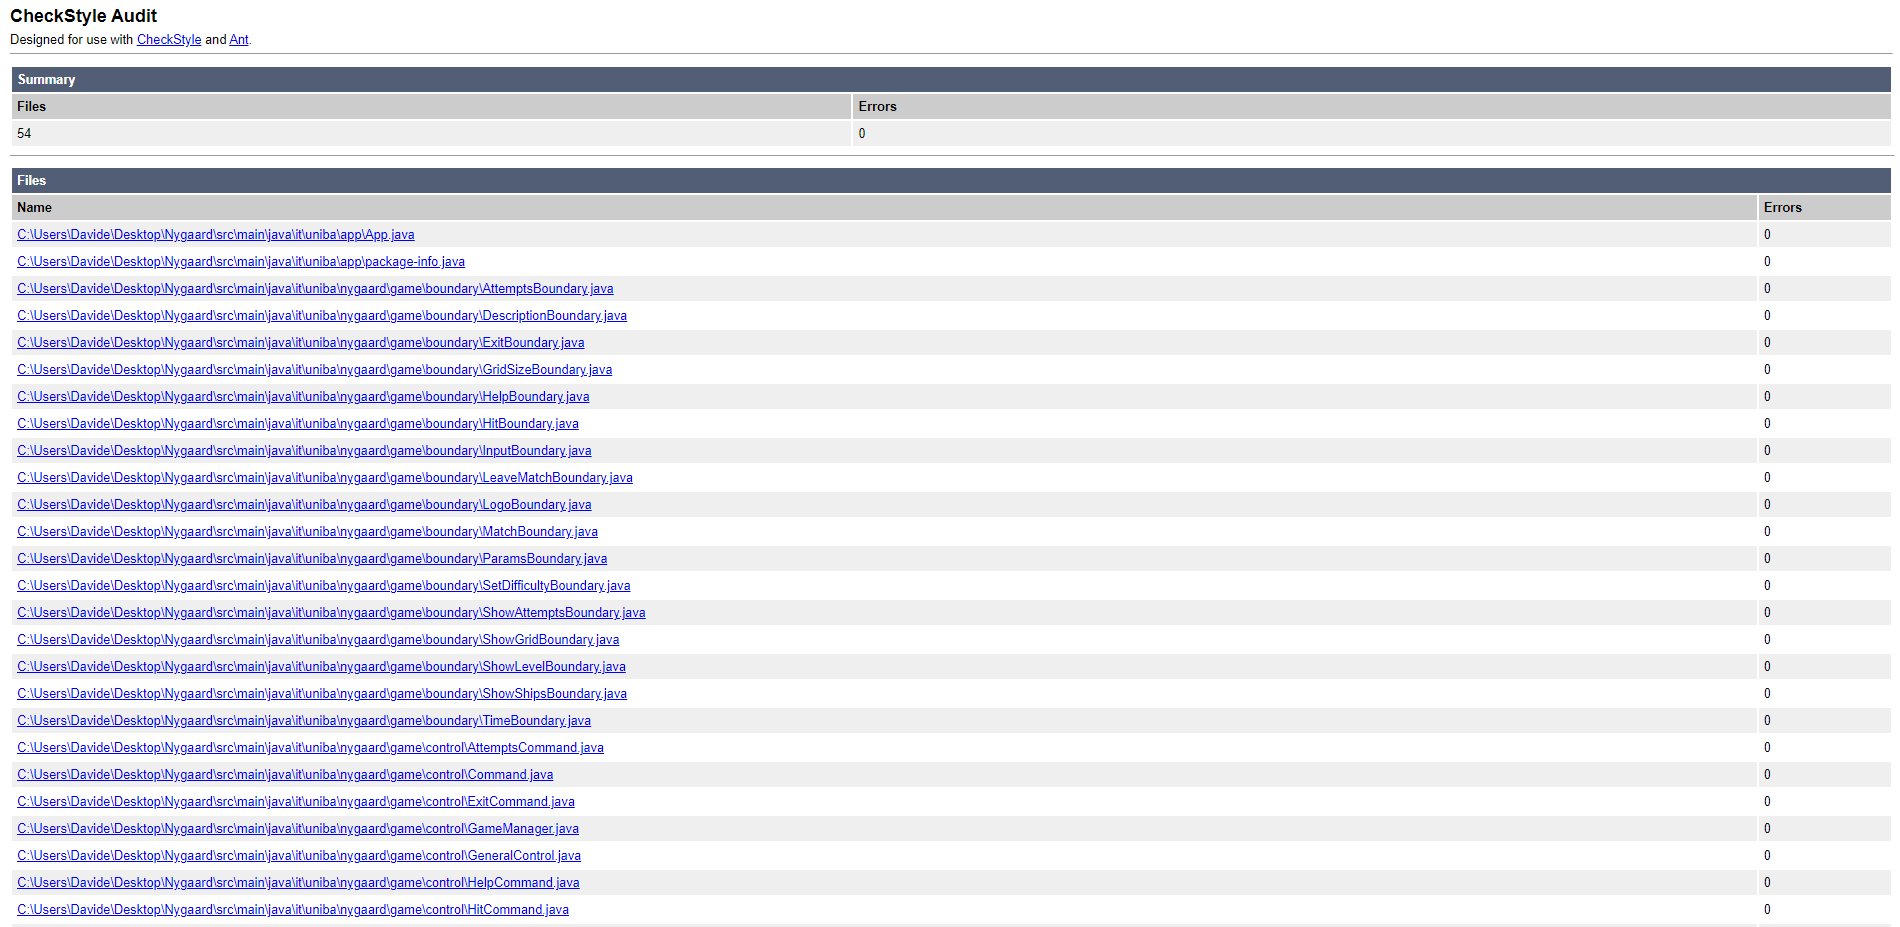 CheckStyle Audit
Designed for use with CheckStyle and Ant.
Summary
Files Errors
54 0
Files
Name Errors
C:\Users\Davide\Desktop\Nygaard\src\main\java\it\uniba\app\App.java 0
C:\Users\Davide\Desktop\Nygaard\src\main\java\it\uniba\app\package-info.java 0
C:\Users\Davide\Desktop\Nygaard\src\main\java\it\uniba\nygaard\game\boundary\AttemptsBoundary.java 0
C:\Users\Davide\Desktop\Nygaard\src\main\java\it\uniba\nygaard\game\boundary\DescriptionBoundary.java 0
C:\Users\Davide\Desktop\Nygaard\src\main\java\it\uniba\nygaard\game\boundary\ExitBoundary.java 0
C:\Users\Davide\Desktop\Nygaard\src\main\java\it\uniba\nygaard\game\boundary\GridSizeBoundary.java 0
C:\Users\Davide\Desktop\Nygaard\src\main\java\it\uniba\nygaard\game\boundary\HelpBoundary.java 0
C:\Users\Davide\Desktop\Nygaard\src\main\java\it\uniba\nygaard\game\boundary\HitBoundary.java 0
C:\Users\Davide\Desktop\Nygaard\src\main\java\it\uniba\nygaard\game\boundary\InputBoundary.java 0
C:\Users\Davide\Desktop\Nygaard\src\main\java\it\uniba\nygaard\game\boundary\LeaveMatchBoundary.java 0
C:\Users\Davide\Desktop\Nygaard\src\main\java\it\uniba\nygaard\game\boundary\LogoBoundary.java 0
C:\Users\Davide\Desktop\Nygaard\src\main\java\it\uniba\nygaard\game\boundary\MatchBoundary.java 0
C:\Users\Davide\Desktop\Nygaard\src\main\java\it\uniba\nygaard\game\boundary\ParamsBoundary.java 0
C:\Users\Davide\Desktop\Nygaard\src\main\java\it\uniba\nygaard\game\boundary\SetDifficultyBoundary.java 0
C:\Users\Davide\Desktop\Nygaard\src\main\java\it\uniba\nygaard\game\boundary\ShowAttemptsBoundary.java 0
C:\Users\Davide\Desktop\Nygaard\src\main\java\it\uniba\nygaard\game\boundary\ShowGridBoundary.java 0
C:\Users\Davide\Desktop\Nygaard\src\main\java\it\uniba\nygaard\game\boundary\ShowLevelBoundary.java 0
C:\Users\Davide\Desktop\Nygaard\src\main\java\it\uniba\nygaard\game\boundary\ShowShipsBoundary.java 0
C:\Users\Davide\Desktop\Nygaard\src\main\java\it\uniba\nygaard\game\boundary\TimeBoundary.java 0
C:\Users\Davide\Desktop\Nygaard\src\main\java\it\uniba\nygaard\game\control\AttemptsCommand.java 0
C:\Users\Davide\Desktop\Nygaard\src\main\java\it\uniba\nygaard\game\control\Command.java 0
C:\Users\Davide\Desktop\Nygaard\src\main\java\it\uniba\nygaard\game\control\ExitCommand.java 0
C:\Users\Davide\Desktop\Nygaard\src\main\java\it\uniba\nygaard\game\control\GameManager.java 0
C:\Users\Davide\Desktop\Nygaard\src\main\java\it\uniba\nygaard\game\control\GeneralControl.java 0
C:\Users\Davide\Desktop\Nygaard\src\main\java\it\uniba\nygaard\game\control\HelpCommand.java 0
C:\Users\Davide\Desktop\Nygaard\src\main\java\it\uniba\nygaard\game\control\HitCommand.java 0